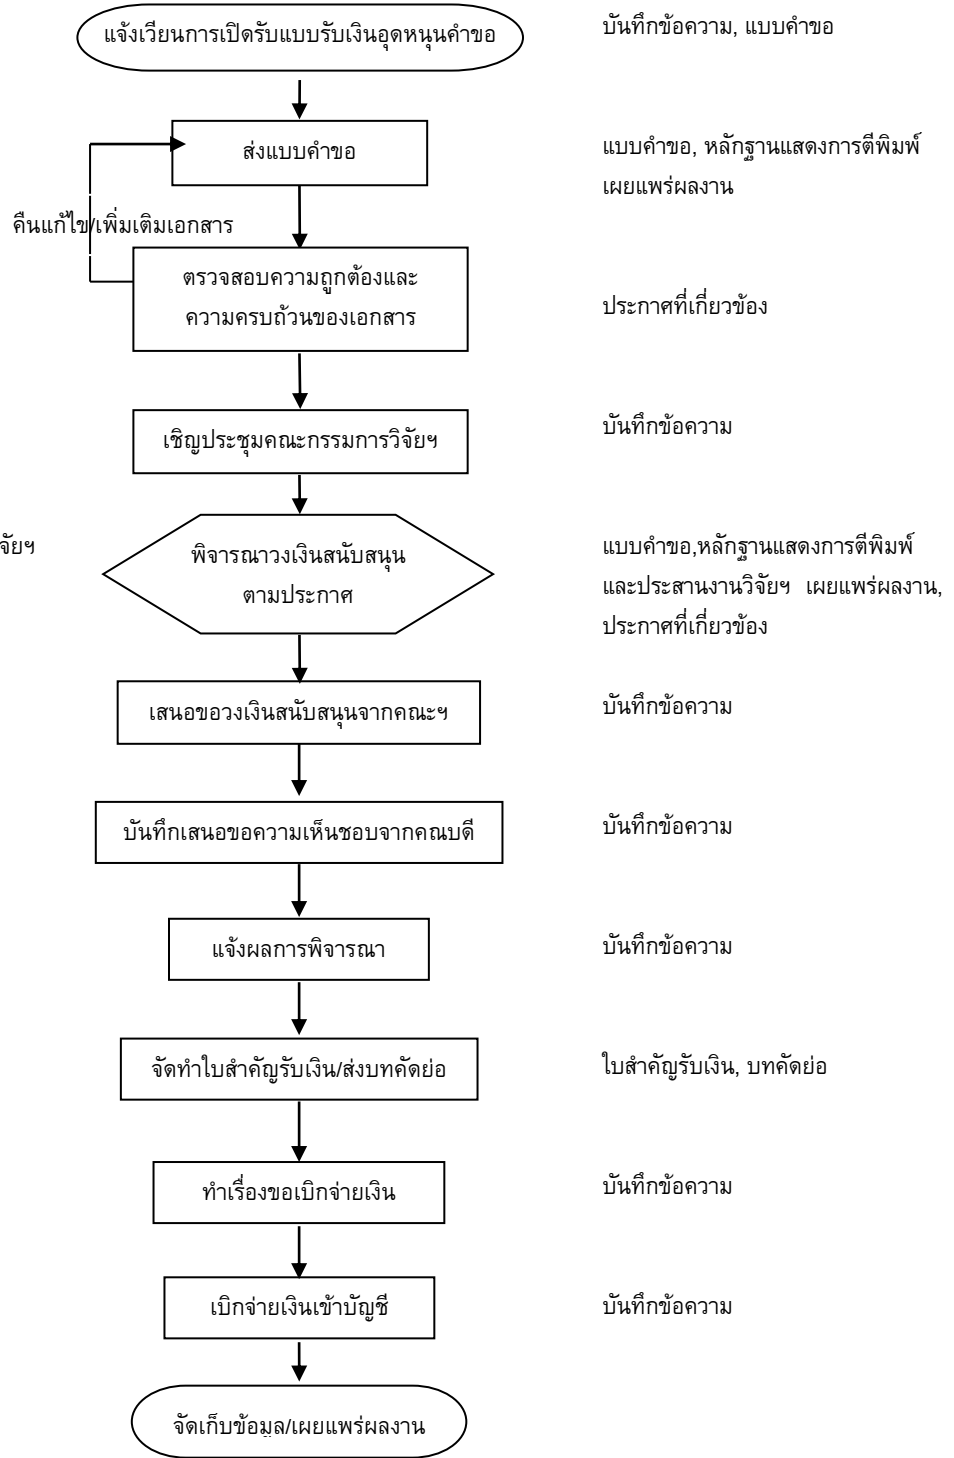 แจ้งเวียนการเปิดรับแบบรับเงินอุดหนุนคำขอ
บันทึกข้อความ, แบบคำขอ
ส่งแบบคำขอ
แบบคำขอ, หลักฐานแสดงการตีพิมพ์
เผยแพร่ผลงาน
คืนแก้ไข/เพิ่มเติมเอกสาร
ตรวจสอบความถูกต้องและ
ความครบถ้วนของเอกสาร
ประกาศที่เกี่ยวข้อง
เชิญประชุมคณะกรรมการวิจัยฯ
บันทึกข้อความ
จัยฯ
พิจารณาวงเงินสนับสนุน
ตามประกาศ
แบบคำขอ,หลักฐานแสดงการตีพิมพ์
และประสานงานวิจัยฯ เผยแพร่ผลงาน,
ประกาศที่เกี่ยวข้อง
เสนอขอวงเงินสนับสนุนจากคณะฯ
บันทึกข้อความ
บันทึกเสนอขอความเห็นชอบจากคณบดี
บันทึกข้อความ
แจ้งผลการพิจารณา
บันทึกข้อความ
จัดทำใบสำคัญรับเงิน/ส่งบทคัดย่อ
ใบสำคัญรับเงิน, บทคัดย่อ
ทำเรื่องขอเบิกจ่ายเงิน
บันทึกข้อความ
เบิกจ่ายเงินเข้าบัญชี
บันทึกข้อความ
จัดเก็บข้อมูล/เผยแพร่ผลงาน